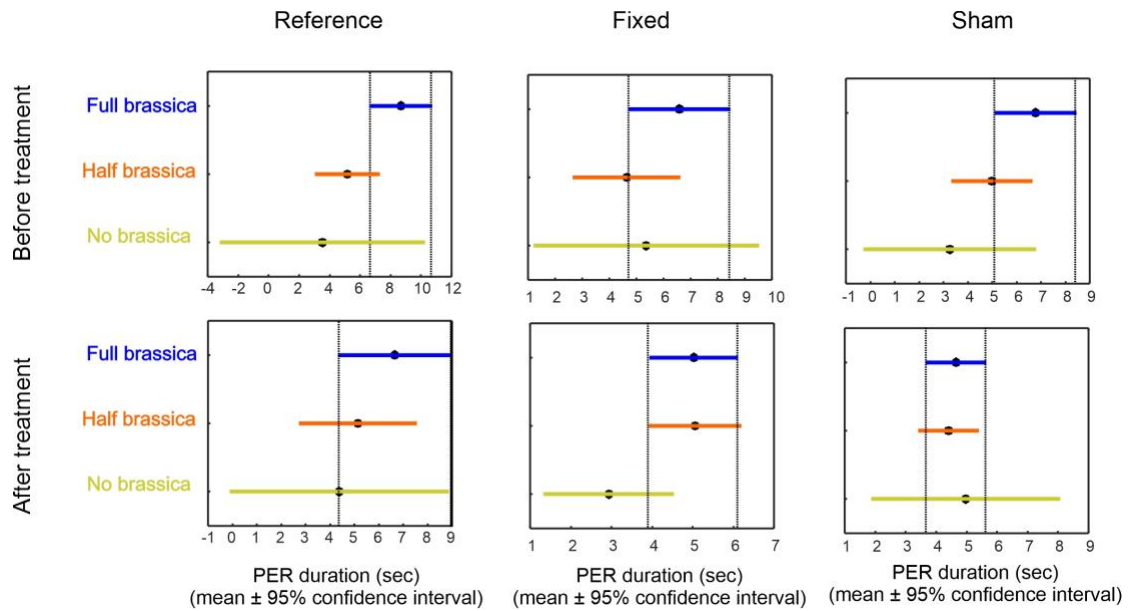 Reference Fixed Sham
Before treatment
Full brassica
Half brassica
No brassica
-4 -2 0 2 4 6 8 10 12
1 2 3 4 5 6 7 8 9 10
-1 0 1 2 3 4 5 6 7 8 9
After treatment
Full brassica
Half brassica
No brassica
-1 0 1 2 3 4 5 6 7 8 9
1 2 3 4 5 6 7
1 2 3 4 5 6 7 8 9
PER duration (sec)
(mean ± 95% confidence interval)
PER duration (sec)
(mean ± 95% confidence interval)
PER duration (sec)
(mean ± 95% confidence interval)